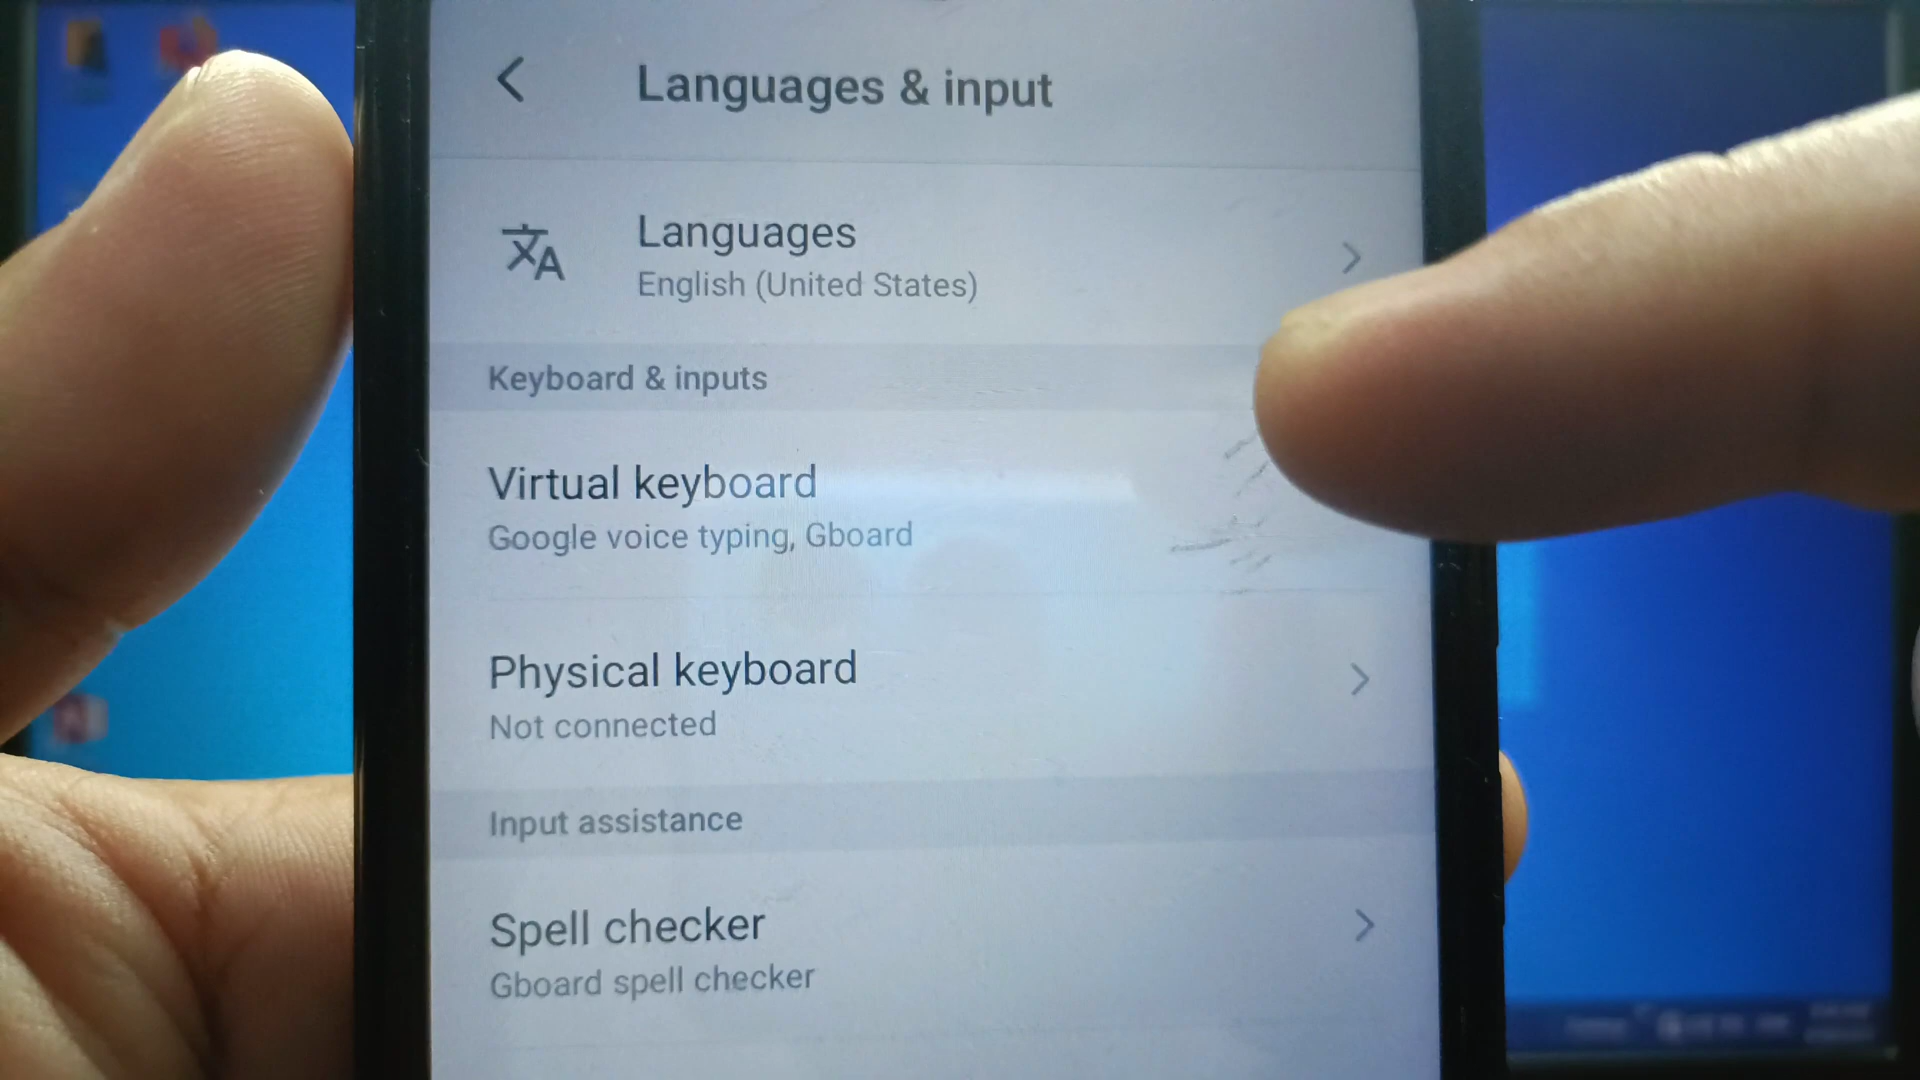 Languages & input
Languages
English (United States)
Keyboard & inputs
Virtual keyboard
Google voice typing, Gboard
Physical keyboard
Not connected
Input assistance
Spell checker
Gboard spell checker